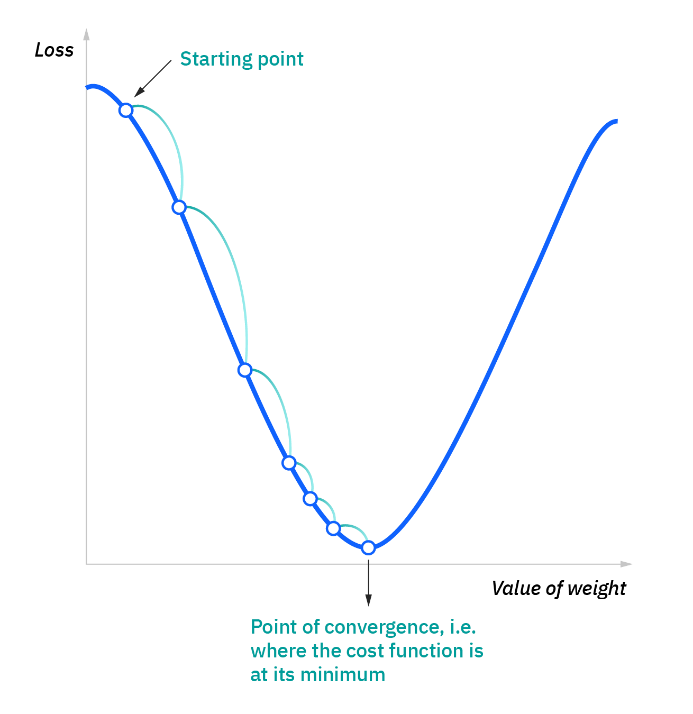 Loss
Starting point
Value of weight
Point of convergence, i.e.
where the cost function is
at its minimum